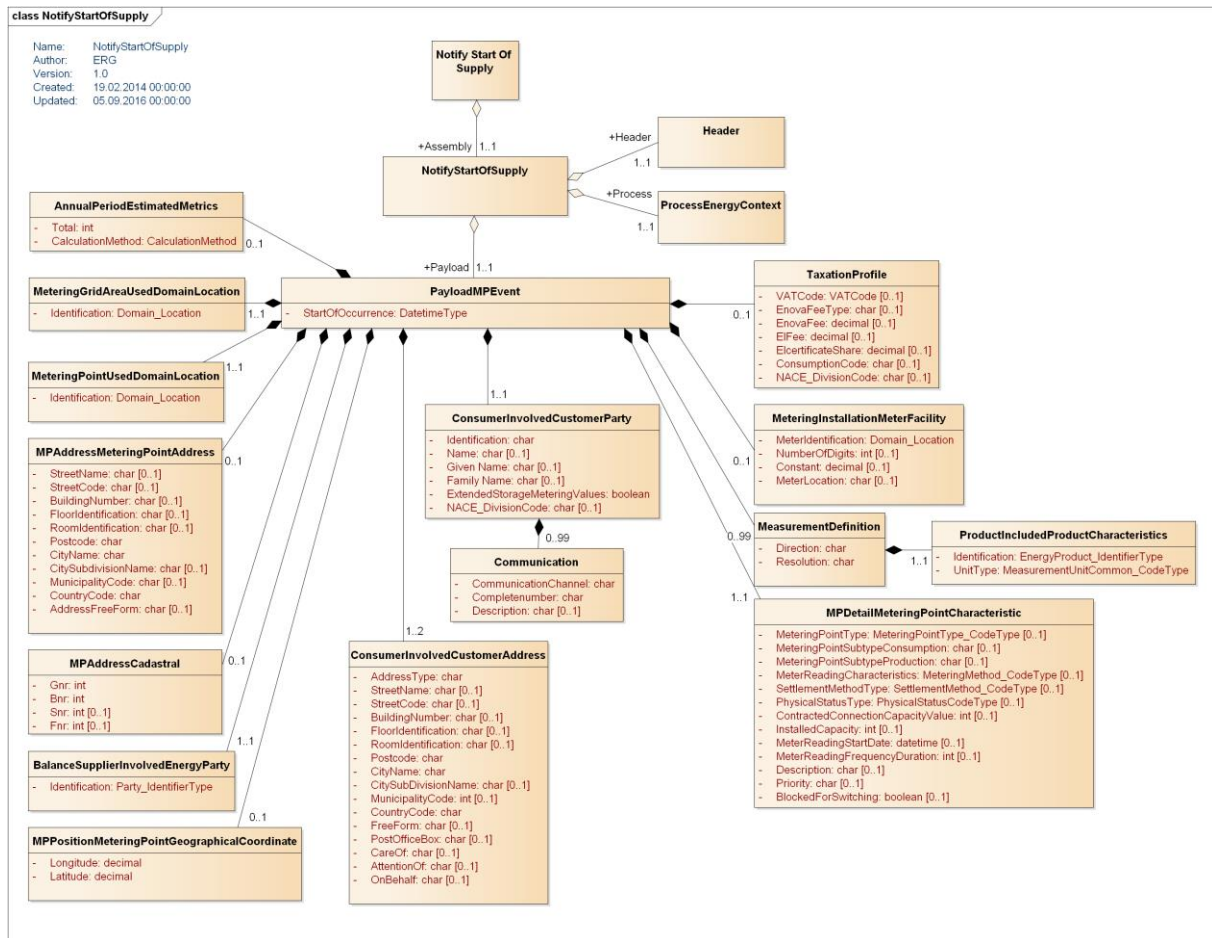 class NotifyStartOfSupply
Name: NotifyStartOfSupply
Author: ERG
Version: 1.0
Created: 19.02.2014 00:00:00
Updated: 05.09.2016 00:00:00
Notify Start Of
Supply
+Assembly 1..1
NotifyStartOfSupply
+Header
1..1
Header
+Process
1..1
ProcessEnergyContext
+Payload 1..1
PayloadMPEvent
- StartOfOccurrence: DatetimeType
AnnualPeriodEstimatedMetrics
- Total: int
- CalculationMethod: CalculationMethod
0..1
MeteringGridAreaUsedDomainLocation
- Identification: Domain_Location
1..1
MeteringPointUsedDomainLocation
- Identification: Domain_Location
1..1
MPAddressMeteringPointAddress
- StreetName: char [0..1]
- StreetCode: char [0..1]
- BuildingNumber: char [0..1]
- FloorIdentification: char [0..1]
- RoomIdentification: char [0..1]
- Postcode: char
- CityName: char
- CitySubdivisionName: char [0..1]
- MunicipalityCode: char [0..1]
- CountryCode: char
- AddressFreeForm: char [0..1]
0..1
MPAddressCadastral
- Gnr: int
- Bnr: int
- Snr: int [0..1]
- Fnr: int [0..1]
0..1
BalanceSupplierInvolvedEnergyParty
- Identification: Party_IdentifierType
1..1
MPPositionMeteringPointGeographicalCoordinate
- Longitude: decimal
- Latitude: decimal
0..1
1..1
ConsumerInvolvedCustomerParty
- Identification: char
- Name: char [0..1]
- Given Name: char [0..1]
- Family Name: char [0..1]
- ExtendedStorageMeteringValues: boolean
- NACE_DivisionCode: char [0..1]
0..99
Communication
- CommunicationChannel: char
- Completenumber: char
- Description: char [0..1]
1..2
ConsumerInvolvedCustomerAddress
- AddressType: char
- StreetName: char [0..1]
- StreetCode: char [0..1]
- BuildingNumber: char [0..1]
- FloorIdentification: char [0..1]
- RoomIdentification: char [0..1]
- Postcode: char
- CityName: char
- CitySubDivisionName: char [0..1]
- MunicipalityCode: int [0..1]
- CountryCode: char
- FreeForm: char [0..1]
- PostOfficeBox: char [0..1]
- CareOf: char [0..1]
- AttentionOf: char [0..1]
- OnBehalf: char [0..1]
TaxationProfile
- VATCode: VATCode [0..1]
- EnovaFeeType: char [0..1]
- EnovaFee: decimal [0..1]
- ElFee: decimal [0..1]
- ElcertificateShare: decimal [0..1]
- ConsumptionCode: char [0..1]
- NACE_DivisionCode: char [0..1]
0..1
MeteringInstallationMeterFacility
- MeterIdentification: Domain_Location
- NumberOfDigits: int [0..1]
- Constant: decimal [0..1]
- MeterLocation: char [0..1]
0..1
MeasurementDefinition
- Direction: char
- Resolution: char
0..99
1..1
ProductIncludedProductCharacteristics
- Identification: EnergyProduct_IdentifierType
- UnitType: MeasurementUnitCommon_CodeType
1..1
MPDetailMeteringPointCharacteristic
- MeteringPointType: MeteringPointType_CodeType [0..1]
- MeteringPointSubtypeConsumption: char [0..1]
- MeteringPointSubtypeProduction: char [0..1]
- MeterReadingCharacteristics: MeteringMethod_CodeType [0..1]
- SettlementMethodType: SettlementMethod_CodeType [0..1]
- PhysicalStatusType: PhysicalStatusCodeType [0..1]
- ContractedConnectionCapacityValue: int [0..1]
- InstalledCapacity: int [0..1]
- MeterReadingStartDate: datetime [0..1]
- MeterReadingFrequencyDuration: int [0..1]
- Description: char [0..1]
- Priority: char [0..1]
- BlockedForSwitching: boolean [0..1]